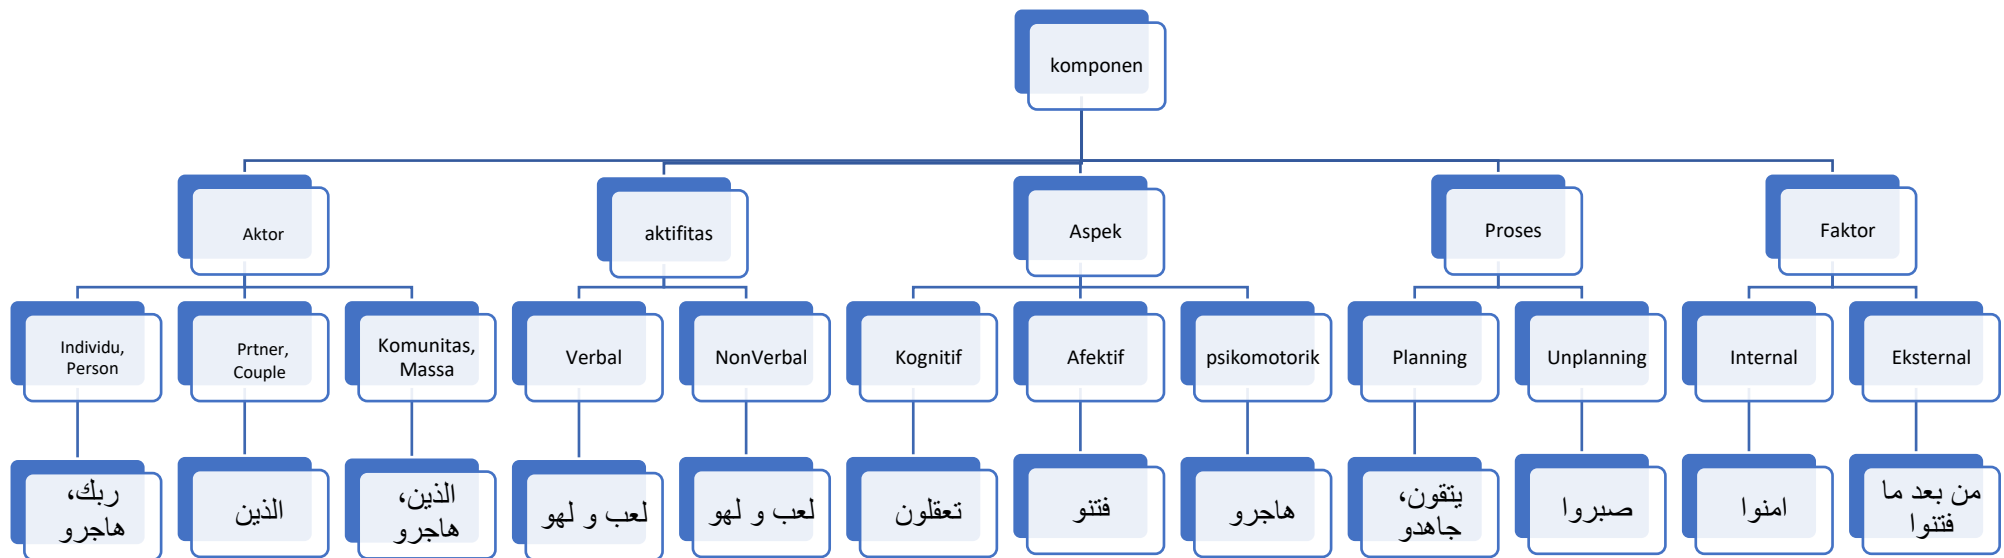 komponen
Aktor
aktifitas
Aspek
Proses
Faktor
Individu,
Person
Prtner,
Couple
Komunitas,
Massa
Verbal
NonVerbal
Kognitif
Afektif
psikomotorik
Planning
Unplanning
Internal
Eksternal
ربك،
هاجرو
الذين
الذين،
هاجرو
لعب و لهو
لعب و لهو
تعقلون
فتنو
هاجرو
يتقون،
جاهدو
صبروا
امنوا
من بعد ما
فتنوا